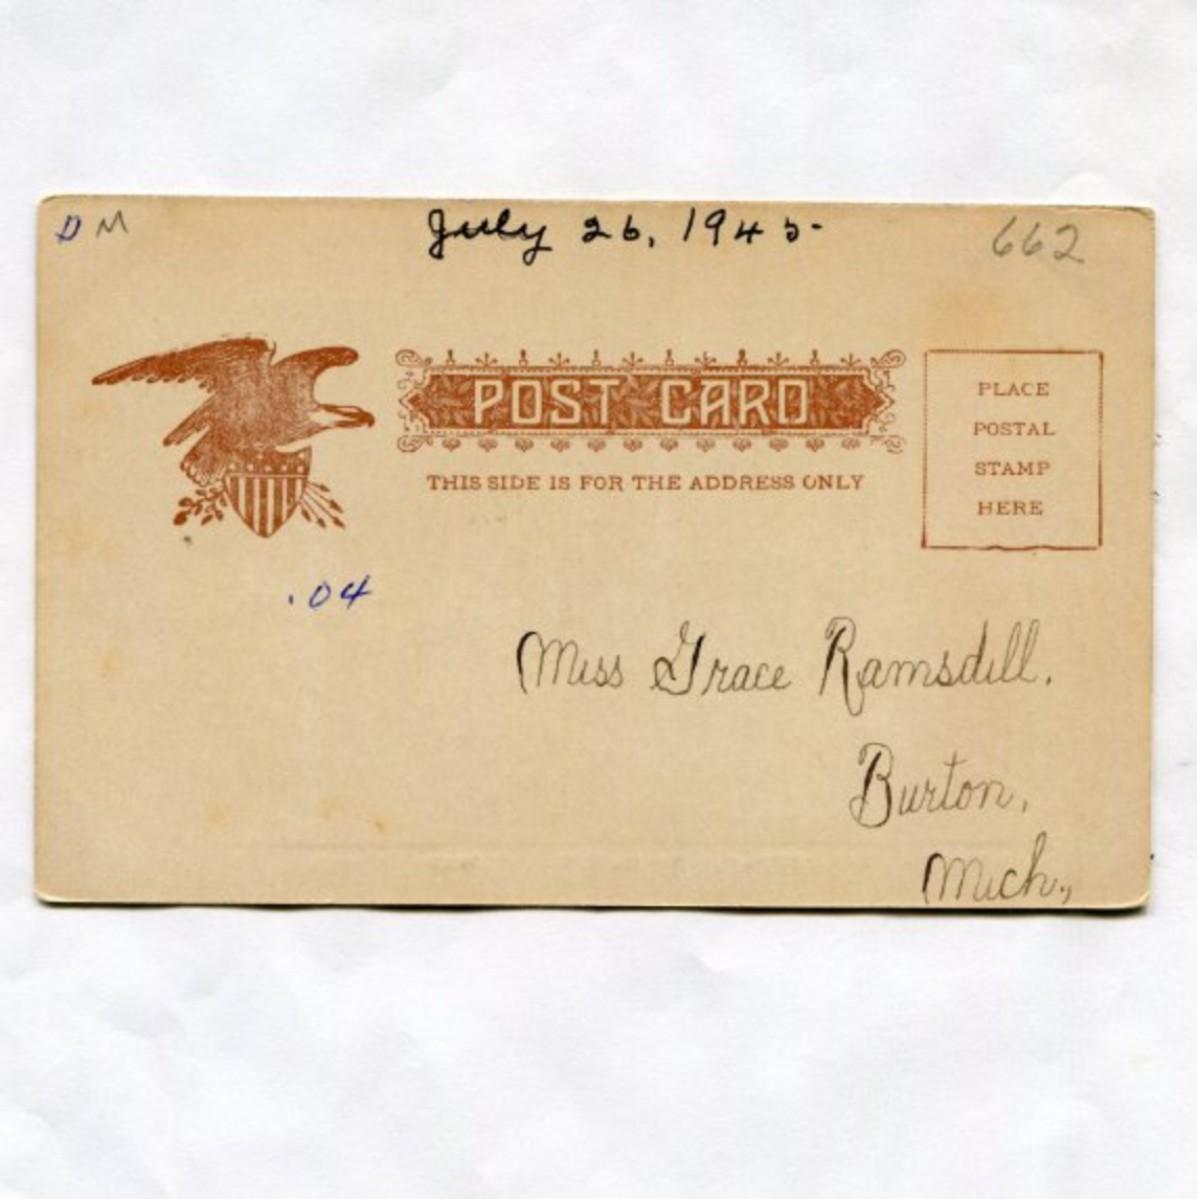 D M
July 26, 1945-
662
POST CARD
THIS SIDE IS FOR THE ADDRESS ONLY
PLACE
POSTAL
STAMP
HERE
.04
Miss Grace Ramsdill.
Burton,
Mich.,